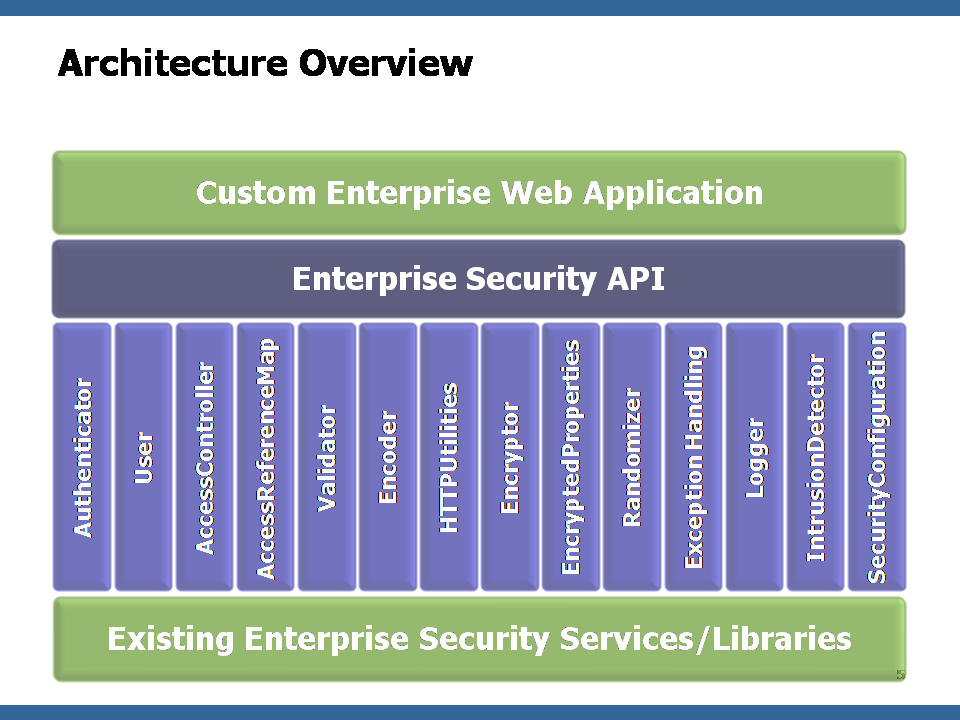 Architecture Overview
Custom Enterprise Web Application
Enterprise Security API
Authenticator
User
AccessController
AccessReferenceMap
Validator
Encoder
HTTPUtilities
Encryptor
EncryptedProperties
Randomizer
Exception Handling
Logger
IntrusionDetector
SecurityConfiguration
Existing Enterprise Security Services/Libraries
5